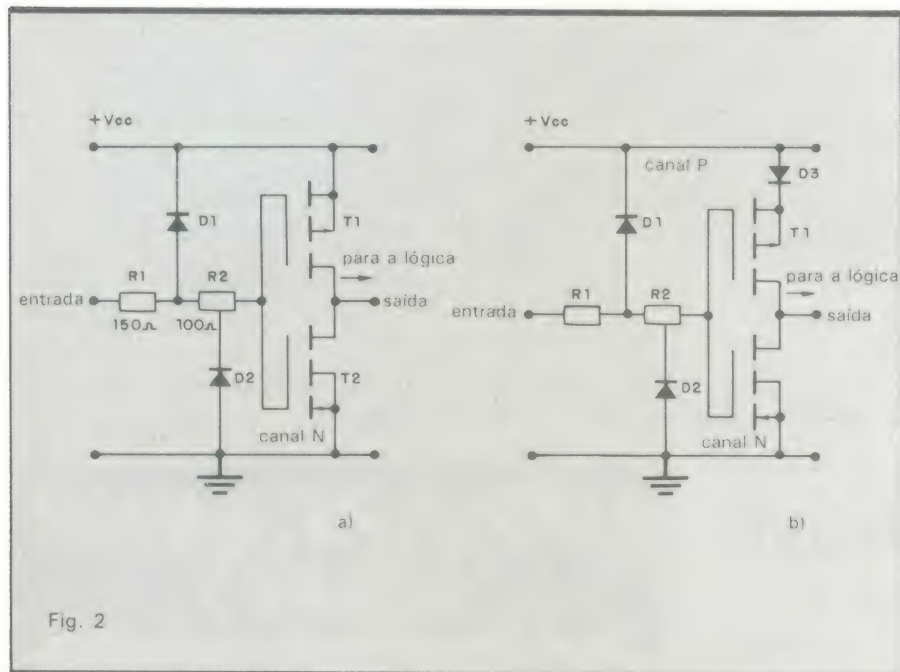 +Vcc
D1
T1
para a lógica
R1
R2
entrada
saída
150Ω
100Ω
D2
T2
canal N
a)
+Vcc
canal P
D3
D1
T1
para a lógica
R1
R2
entrada
saída
D2
canal N
b)
Fig. 2